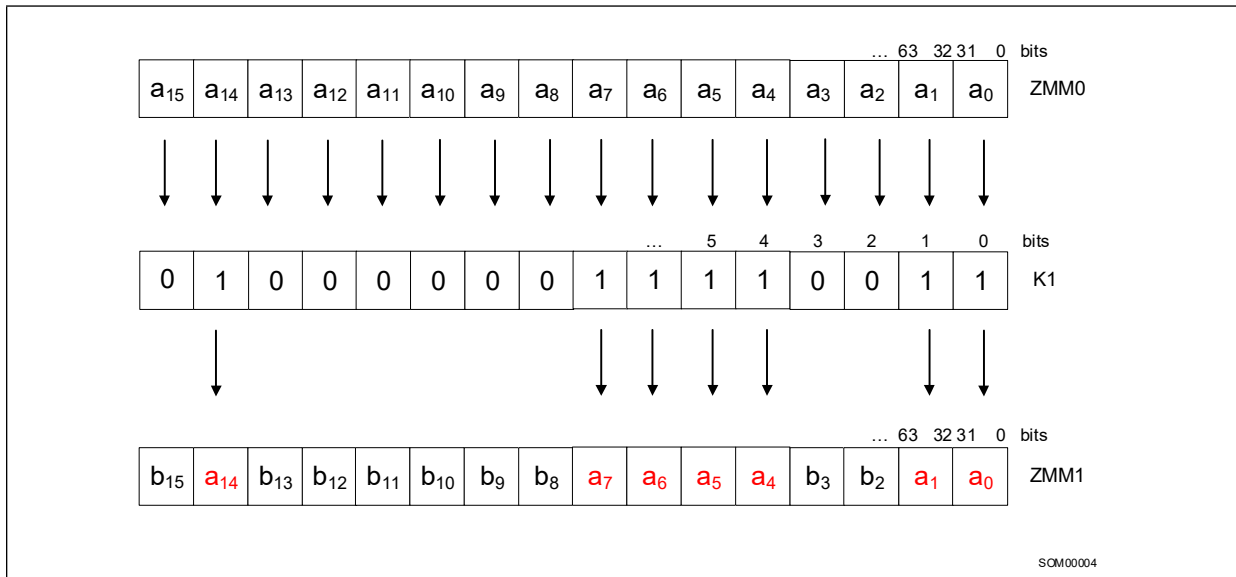 … 63 32 31 0 bits
a15 a14 a13 a12 a11 a10 a9 a8 a7 a6 a5 a4 a3 a2 a1 a0 ZMM0
… 5 4 3 2 1 0 bits
0 1 0 0 0 0 0 0 1 1 1 1 0 0 1 1 K1
… 63 32 31 0 bits
b15 a14 b13 b12 b11 b10 b9 b8 a7 a6 a5 a4 b3 b2 a1 a0 ZMM1
SOM00004